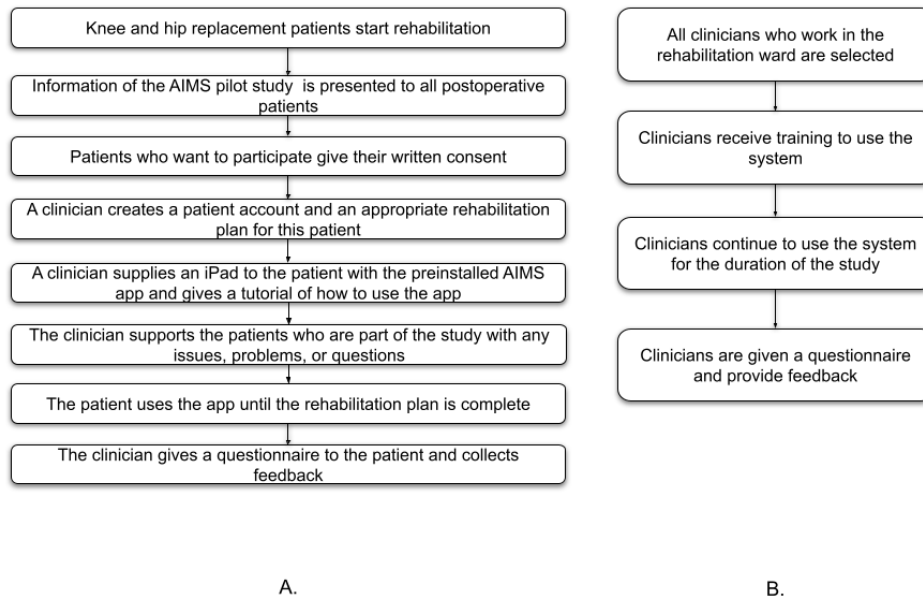 Knee and hip replacement patients start rehabilitation
Information of the AIMS pilot study is presented to all postoperative
patients
Patients who want to participate give their written consent
A clinician creates a patient account and an appropriate rehabilitation
plan for this patient
A clinician supplies an iPad to the patient with the preinstalled AIMS
app and gives a tutorial of how to use the app
The clinician supports the patients who are part of the study with any
issues, problems, or questions
The patient uses the app until the rehabilitation plan is complete
The clinician gives a questionnaire to the patient and collects
feedback
A.
All clinicians who work in the
rehabilitation ward are selected
Clinicians receive training to use the
system
Clinicians continue to use the system
for the duration of the study
Clinicians are given a questionnaire
and provide feedback
B.